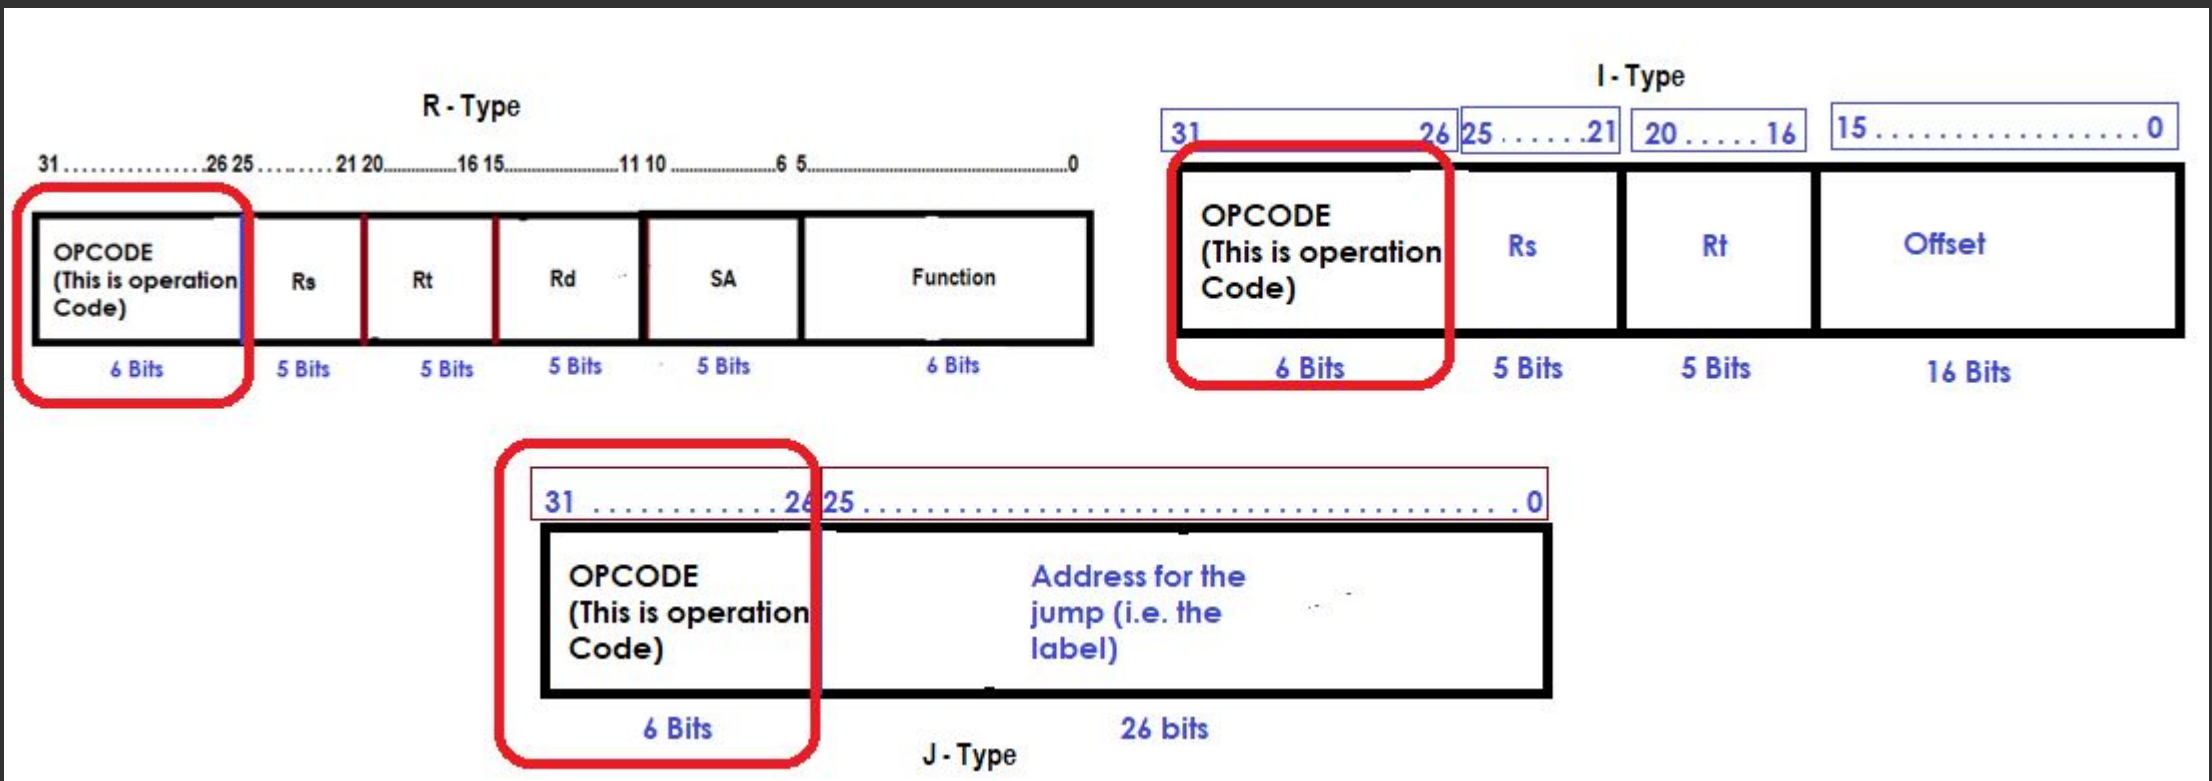 R - Type
31.....................26 25.............21 20................16 15..........................11 10 ........................6 5..............................................................0
OPCODE
(This is operation
Code)
Rs
Rt
Rd
SA
Function
6 Bits
5 Bits
5 Bits
5 Bits
5 Bits
6 Bits
I - Type
31
26
25 . . . . . . .21
20 . . . . . 16
15 . . . . . . . . . . . . . . . . . 0
OPCODE
(This is operation
Code)
Rs
Rt
Offset
6 Bits
5 Bits
5 Bits
16 Bits
31 . . . . . . . . . . . . 26
25 . . . . . . . . . . . . . . . . . . . . . . . . . . . . . . . . . . . . . . . . . . 0
OPCODE
(This is operation
Code)
Address for the
jump (i.e. the
label)
6 Bits
26 bits
J - Type